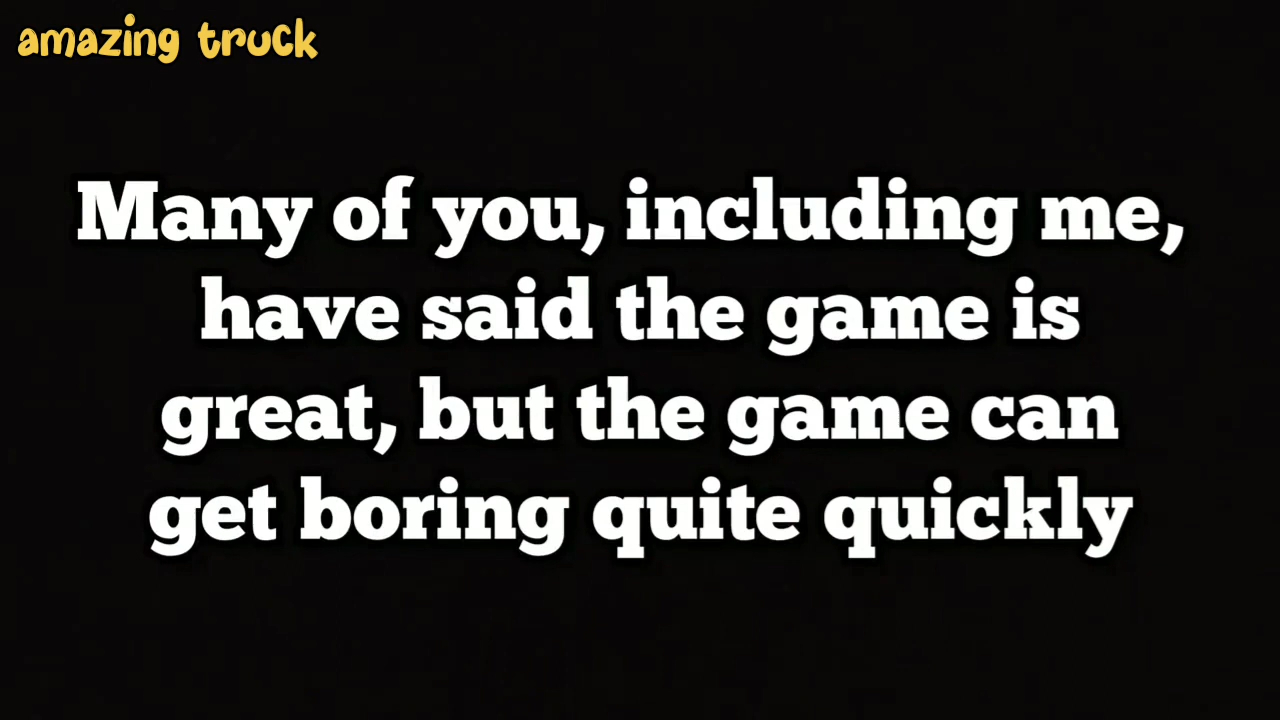 amazing truck
Many of you, including me,
have said the game is
great, but the game can
get boring quite quickly